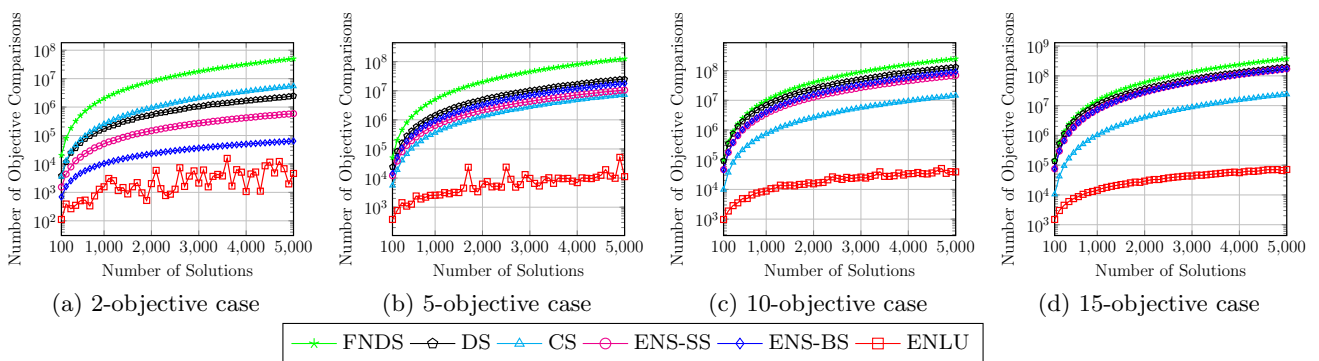 Number of Objective Comparisons
10^8
10^7
10^6
10^5
10^4
10^3
10^2
100 1,000 2,000 3,000 4,000 5,000
Number of Solutions
(a) 2-objective case
Number of Objective Comparisons
10^8
10^7
10^6
10^5
10^4
10^3
100 1,000 2,000 3,000 4,000 5,000
Number of Solutions
(b) 5-objective case
Number of Objective Comparisons
10^8
10^7
10^6
10^5
10^4
10^3
100 1,000 2,000 3,000 4,000 5,000
Number of Solutions
(c) 10-objective case
Number of Objective Comparisons
10^9
10^8
10^7
10^6
10^5
10^4
10^3
100 1,000 2,000 3,000 4,000 5,000
Number of Solutions
(d) 15-objective case
FNDS DS CS ENS-SS ENS-BS ENLU